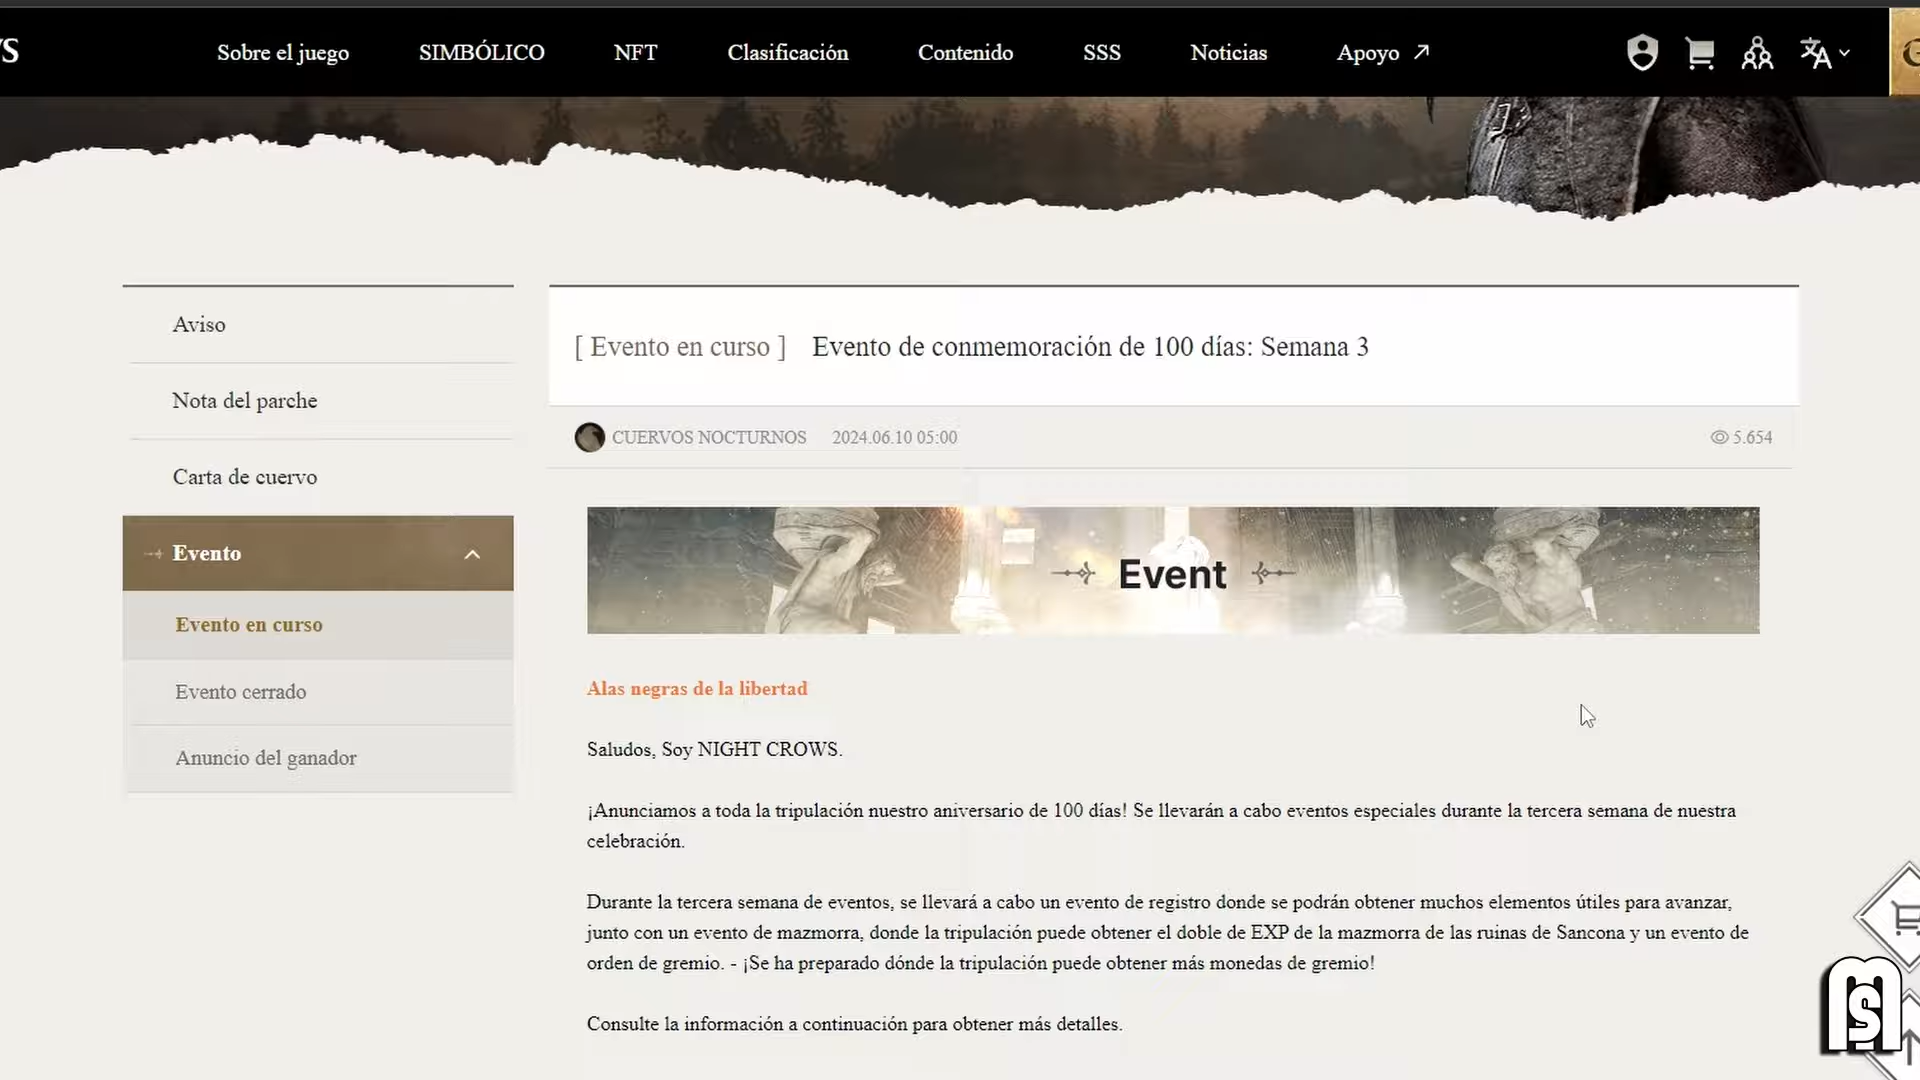 Sobre el juego
SIMBÓLICO
NFT
Clasificación
Contenido
SSS
Noticias
Apoyo
Aviso
Nota del parche
Carta de cuervo
Evento
Evento en curso
Evento cerrado
Anuncio del ganador
[ Evento en curso ] Evento de conmemoración de 100 días: Semana 3
CUERVOS NOCTURNOS 2024.06.10 05:00 5.654
Event
Alas negras de la libertad
Saludos, Soy NIGHT CROWS.
¡Anunciamos a toda la tripulación nuestro aniversario de 100 días! Se llevarán a cabo eventos especiales durante la tercera semana de nuestra
celebración.
Durante la tercera semana de eventos, se llevará a cabo un evento de registro donde se podrán obtener muchos elementos útiles para avanzar,
junto con un evento de mazmorra, donde la tripulación puede obtener el doble de EXP de la mazmorra de las ruinas de Sancona y un evento de
orden de gremio. - ¡Se ha preparado dónde la tripulación puede obtener más monedas de gremio!
Consulte la información a continuación para obtener más detalles.